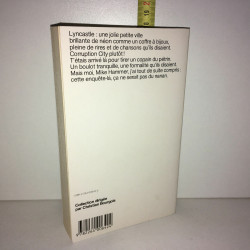 Lyncastle : une jolie petite ville
brillante de néon comme un coffre à bijoux,
pleine de rires et de chansons qu'ils disaient.
Corruption City plutôt !
T'étais arrivé là pour tirer un copain du pétrin.
Un boulot tranquille, une formalité qu'ils disaient.
Mais moi, Mike Hammer, j'ai tout de suite compris :
cette enquête-là, ça ne serait pas du nanan.
Collection dirigée
par Christian Bourgois